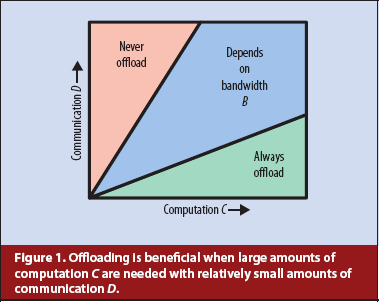 Never
offload
Depends
on
bandwidth
B
Always
offload
Communication D
Computation C
Figure 1. Offloading is beneficial when large amounts of
computation C are needed with relatively small amounts of
communication D.